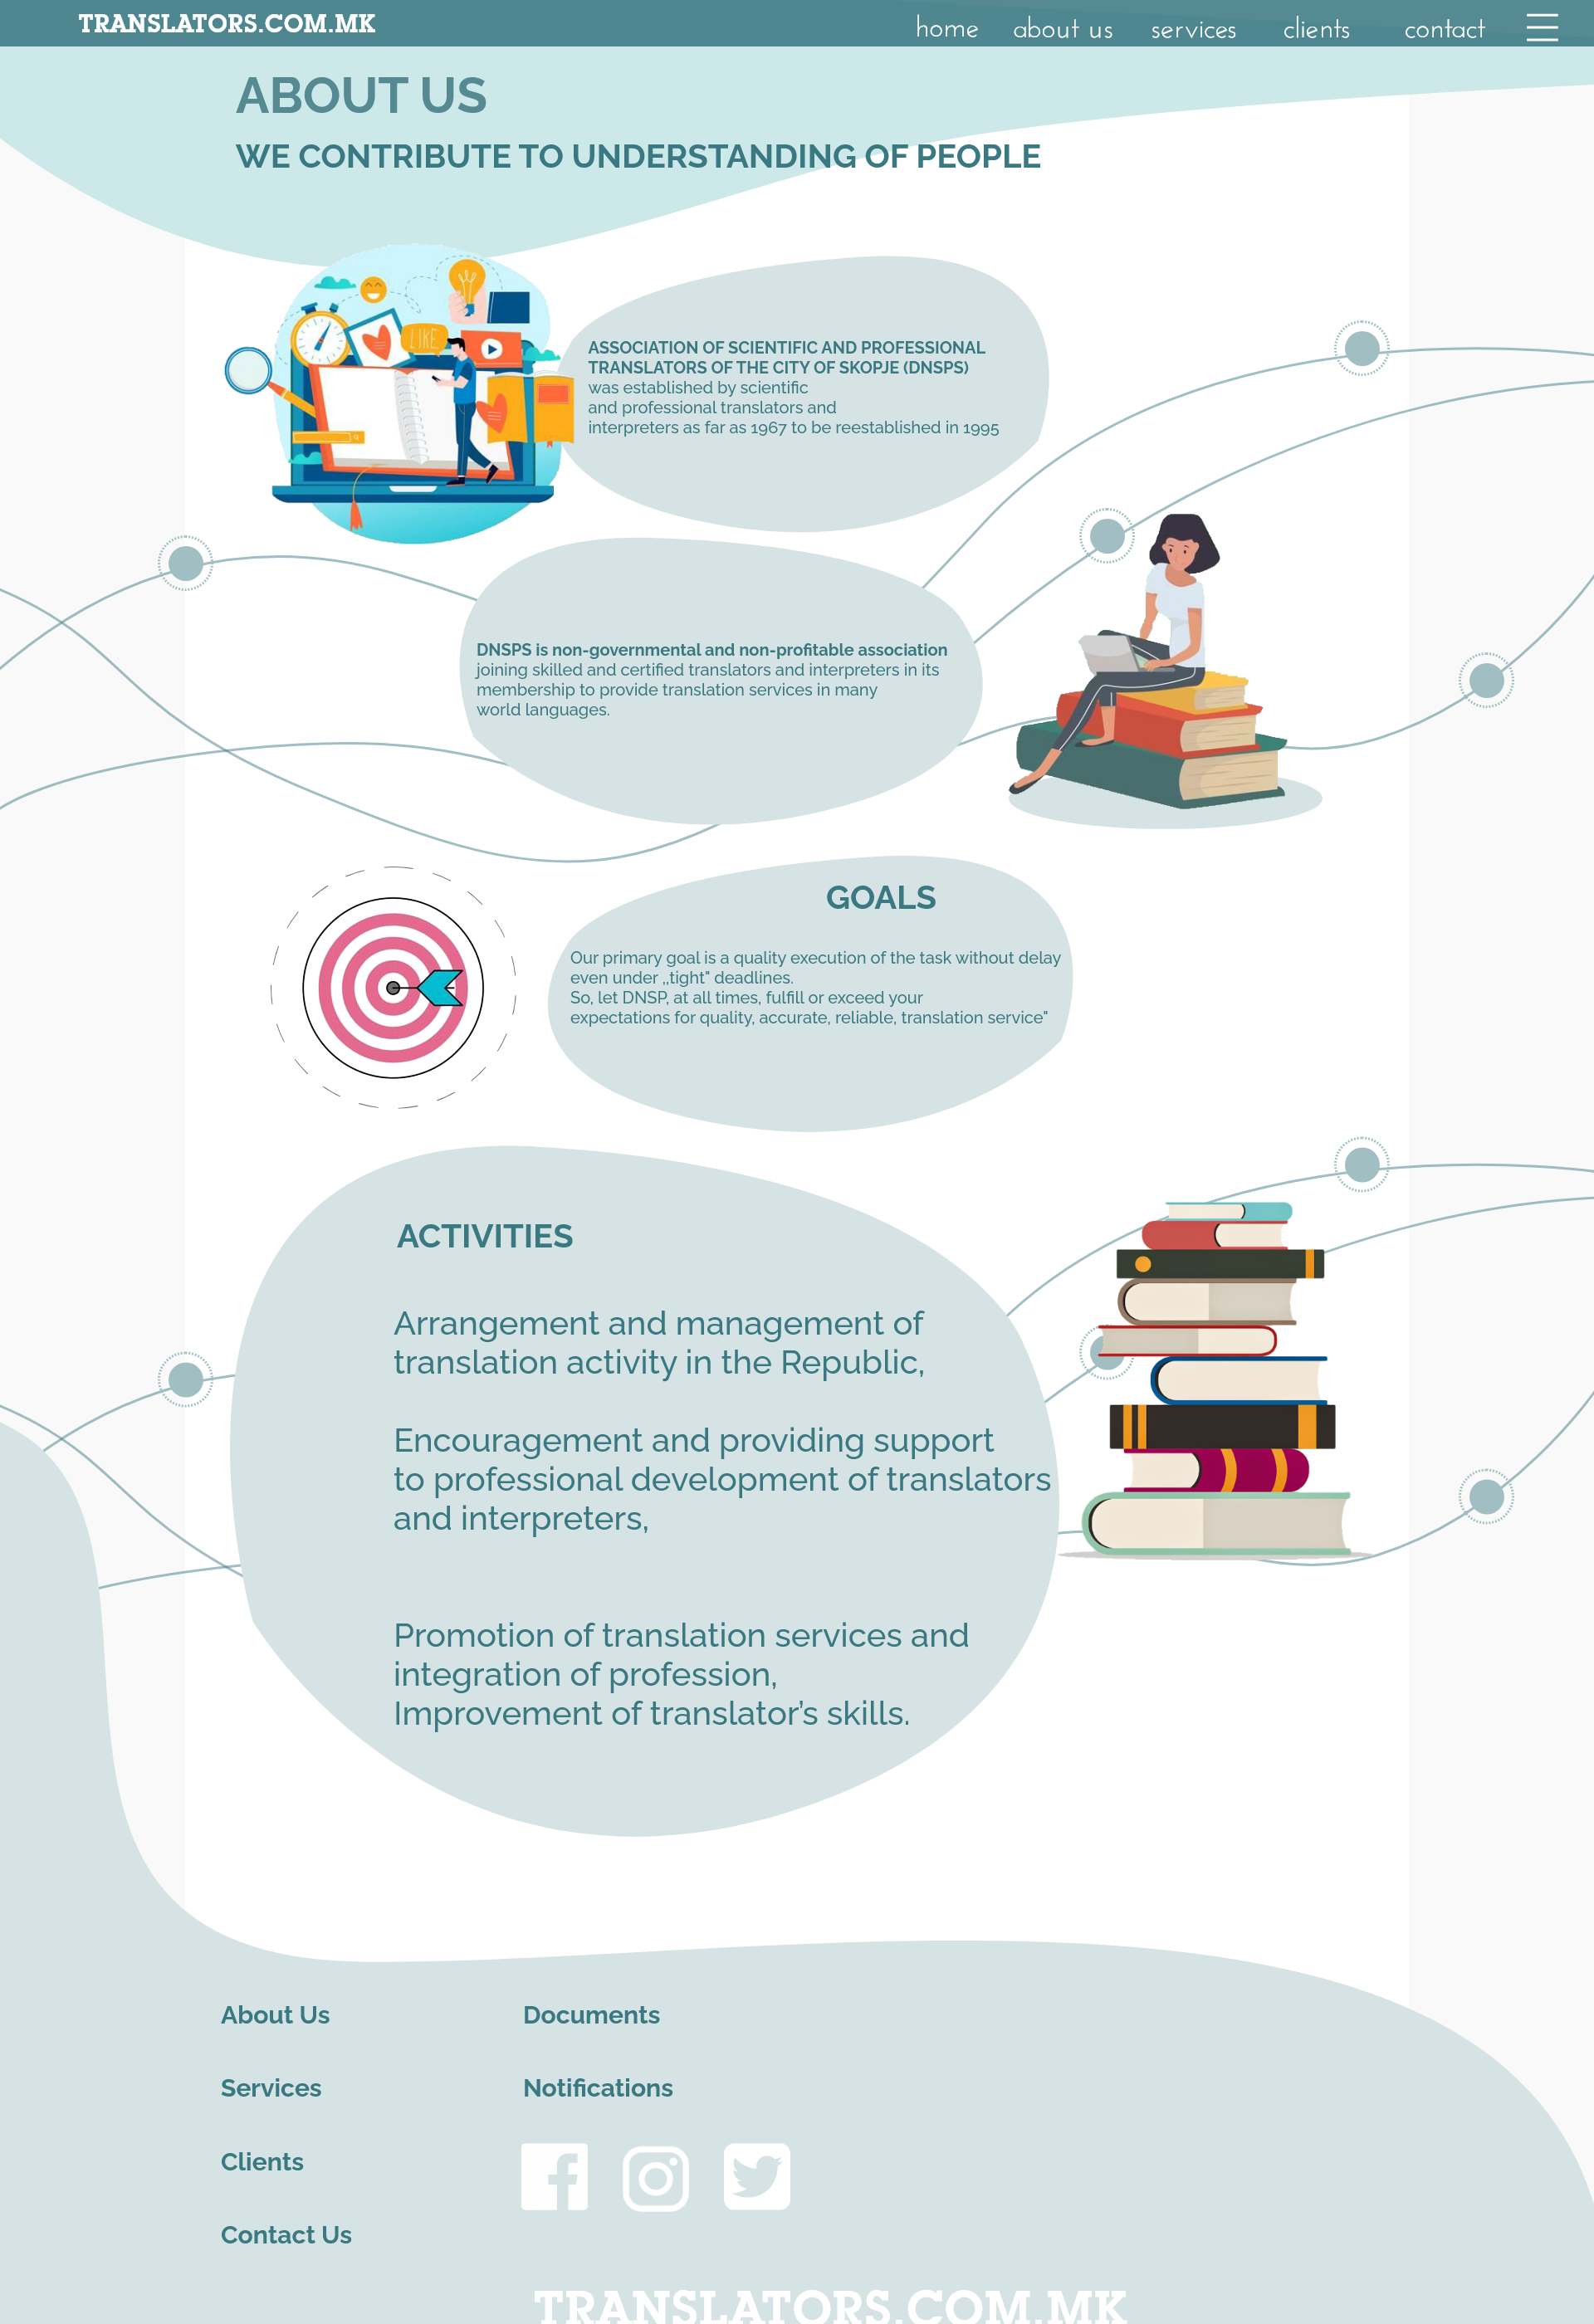 TRANSLATORS.COM.MK
home about us services clients contact
ABOUT US
WE CONTRIBUTE TO UNDERSTANDING OF PEOPLE
LIKE
ASSOCIATION OF SCIENTIFIC AND PROFESSIONAL
TRANSLATORS OF THE CITY OF SKOPJE (DNSPS)
was established by scientific
and professional translators and
interpreters as far as 1967 to be reestablished in 1995
DNSPS is non-governmental and non-profitable association
joining skilled and certified translators and interpreters in its
membership to provide translation services in many
world languages.
GOALS
Our primary goal is a quality execution of the task without delay
even under ,,tight" deadlines.
So, let DNSP, at all times, fulfill or exceed your
expectations for quality, accurate, reliable, translation service"
ACTIVITIES
Arrangement and management of
translation activity in the Republic,
Encouragement and providing support
to professional development of translators
and interpreters,
Promotion of translation services and
integration of profession,
Improvement of translator’s skills.
About Us
Services
Clients
Contact Us
Documents
Notifications
TRANSLATORS.COM.MK